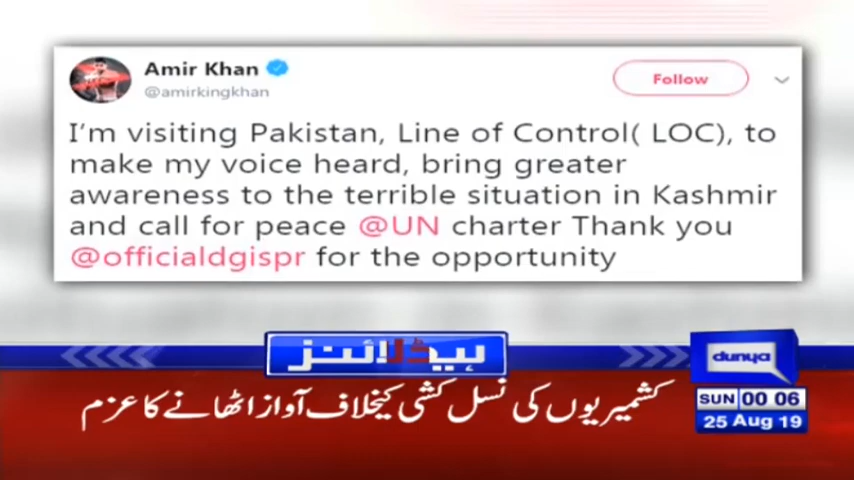 Amir Khan
@amirkingkhan
Follow
I'm visiting Pakistan, Line of Control( LOC), to
make my voice heard, bring greater
awareness to the terrible situation in Kashmir
and call for peace @UN charter Thank you
@officialdgispr for the opportunity
ہیڈلائنز
dunya
کشمیریوں کی نسل کشی کیخلاف آواز اٹھانے کا عزم
SUN 00 06
25 Aug 19